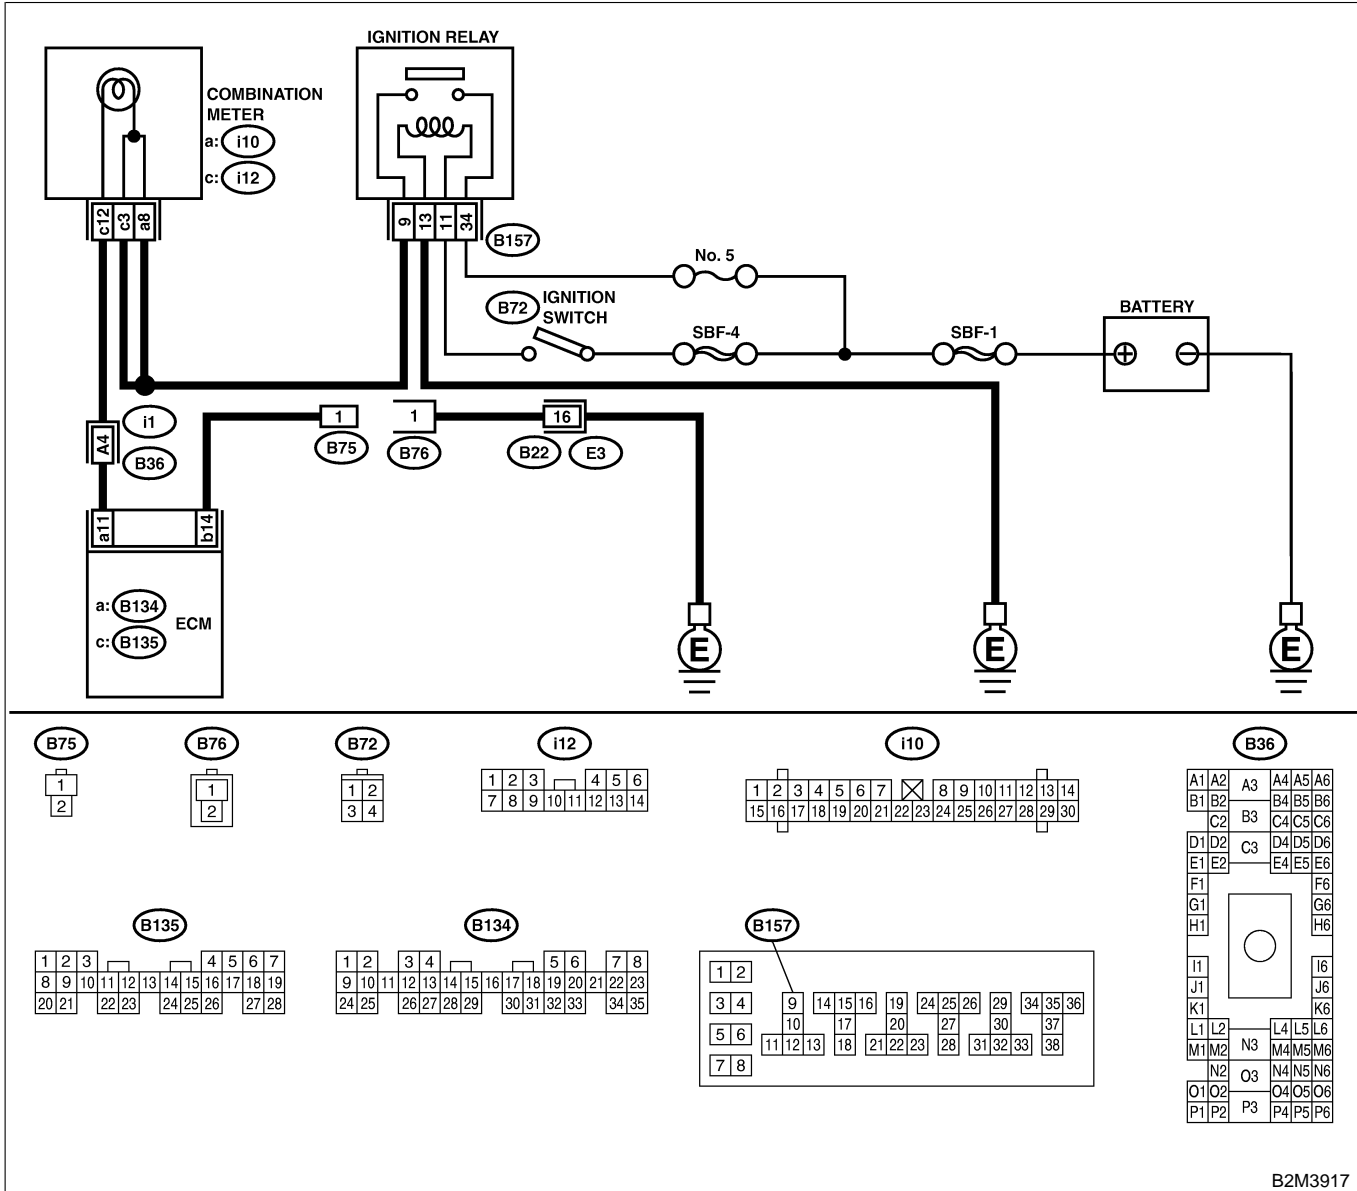 IGNITION RELAY
COMBINATION
METER
a: i10
c: i12
c12 c3 a8
9 13 11 34
B157
No. 5
B72
IGNITION
SWITCH
SBF-4
SBF-1
BATTERY
+ −
i1
A4
B36
1
B75
1
B76
16
B22
E3
a11
b14
a: B134
c: B135
ECM
E
E
E
B75
1
2
B76
1
2
B72
1 2
3 4
i12
1 2 3 4 5 6
7 8 9 10 11 12 13 14
i10
1 2 3 4 5 6 7 8 9 10 11 12 13 14
15 16 17 18 19 20 21 22 23 24 25 26 27 28 29 30
B36
A1 A2 A3 A4 A5 A6
B1 B2 B3 B4 B5 B6
C2 C3 C4 C5 C6
D1 D2 D4 D5 D6
E1 E2 E4 E5 E6
F1 F6
G1 G6
H1 H6
I1 I6
J1 J6
K1 K6
L1 L2 L4 L5 L6
M1 M2 N3 M4 M5 M6
N2 O3 N4 N5 N6
O1 O2 O4 O5 O6
P1 P2 P3 P4 P5 P6
B135
1 2 3 4 5 6 7
8 9 10 11 12 13 14 15 16 17 18 19
20 21 22 23 24 25 26 27 28
B134
1 2 3 4 5 6 7 8
9 10 11 12 13 14 15 16 17 18 19 20 21 22 23
24 25 26 27 28 29 30 31 32 33 34 35
B157
1 2
3 4 9 14 15 16 19 24 25 26 29 34 35 36
10 17 20 27 30 37
5 6 11 12 13 18 21 22 23 28 31 32 33 38
7 8
B2M3917